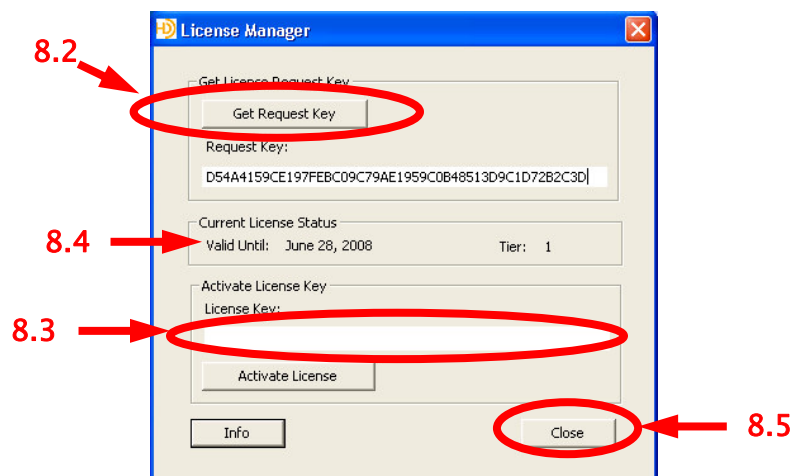 License Manager
8.2
Get License Request Key
Get Request Key
Request Key:
D54A4159CE197FEBC09C79AE1959C0B48513D9C1D72B2C3D
Current License Status
8.4
Valid Until: June 28, 2008 Tier: 1
Activate License Key
License Key:
8.3
Activate License
Info
Close
8.5